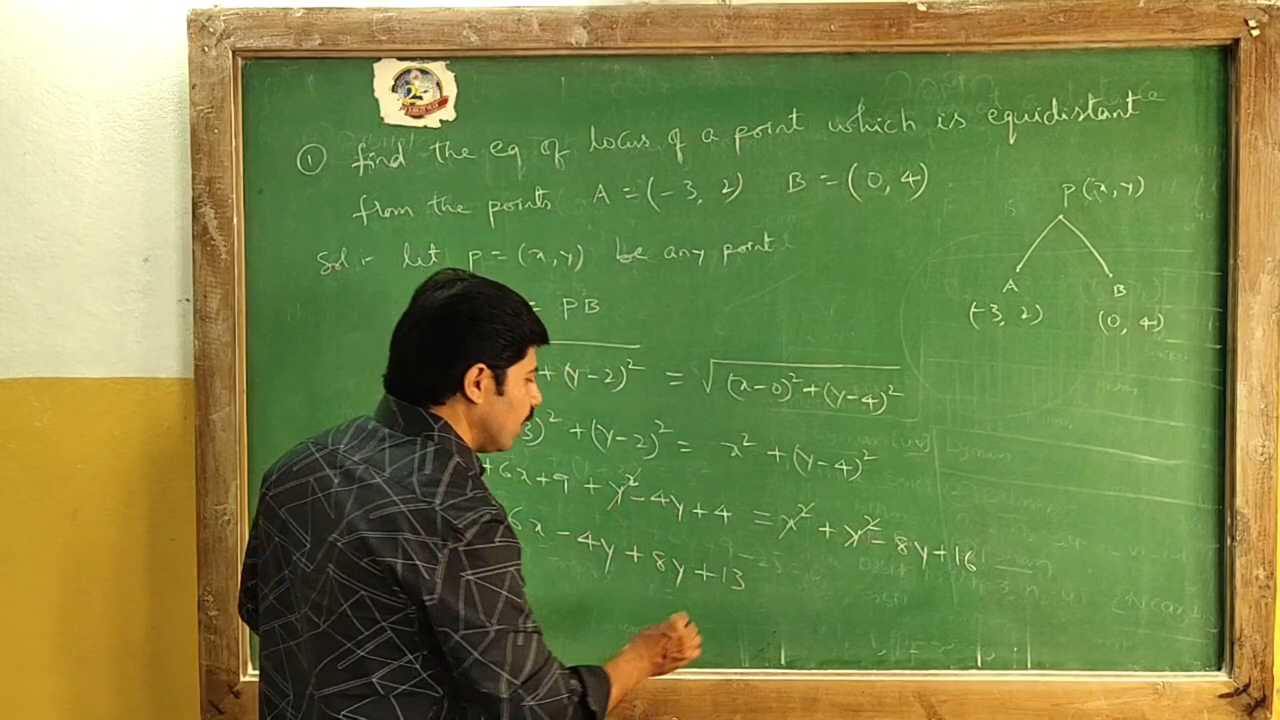 ① find the eq of locus of a point which is equidistant
from the points A = (-3, 2) B = (0, 4)
Sol :- let P = (x, y) be any point
= PB
+ (y-2)² = √(x-0)² + (y-4)²
3)² + (y-2)² = x² + (y-4)²
+6x+9 + y² - 4y + 4 = x² + y² - 8y + 16
6x - 4y + 8y + 13
P(x, y)
A B
(-3, 2) (0, 4)